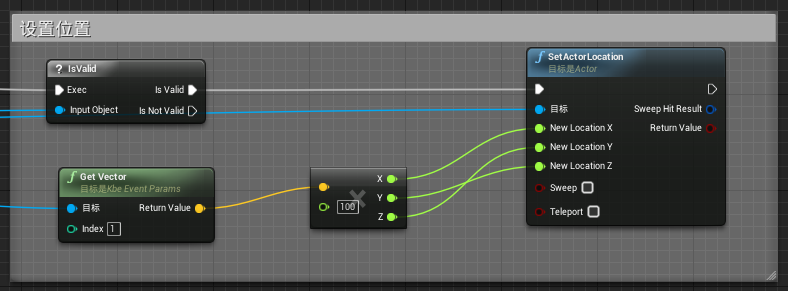 设置位置
? IsValid
Exec
Is Valid
Input Object
Is Not Valid
f SetActorLocation
目标是Actor
目标
Sweep Hit Result
New Location X
Return Value
New Location Y
New Location Z
Sweep
Teleport
f Get Vector
目标是Kbe Event Params
目标
Return Value
Index 1
X
Y
100
Z